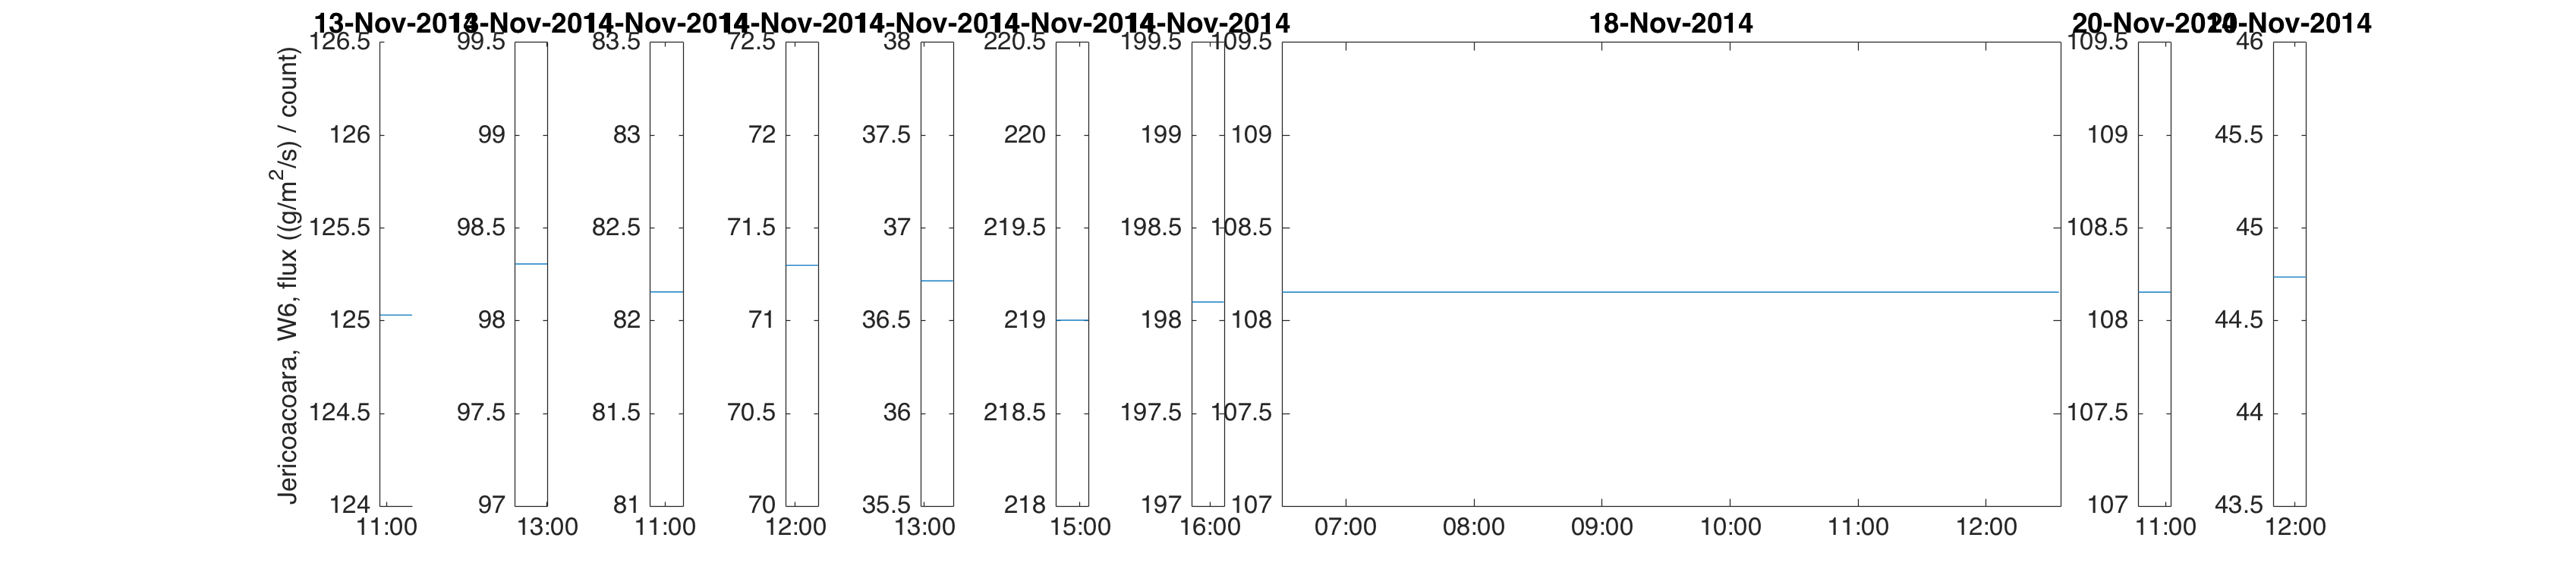 13-Nov-2014 13-Nov-2014 14-Nov-2014 14-Nov-2014 14-Nov-2014 14-Nov-2014 14-Nov-2014 18-Nov-2014 20-Nov-2014 20-Nov-2014
126.5 99.5 83.5 72.5 38 220.5 199.5 109.5 109.5 46
126 99 83 72 37.5 220 199 109 109 45.5
125.5 98.5 82.5 71.5 37 219.5 198.5 108.5 108.5 45
125 98 82 71 36.5 219 198 108 108 44.5
124.5 97.5 81.5 70.5 36 218.5 197.5 107.5 107.5 44
124 97 81 70 35.5 218 197 107 107 43.5
11:00 13:00 11:00 12:00 13:00 15:00 16:00 07:00 08:00 09:00 10:00 11:00 12:00 11:00 12:00
Jericoacoara, W6, flux ((g/m²/s) / count)